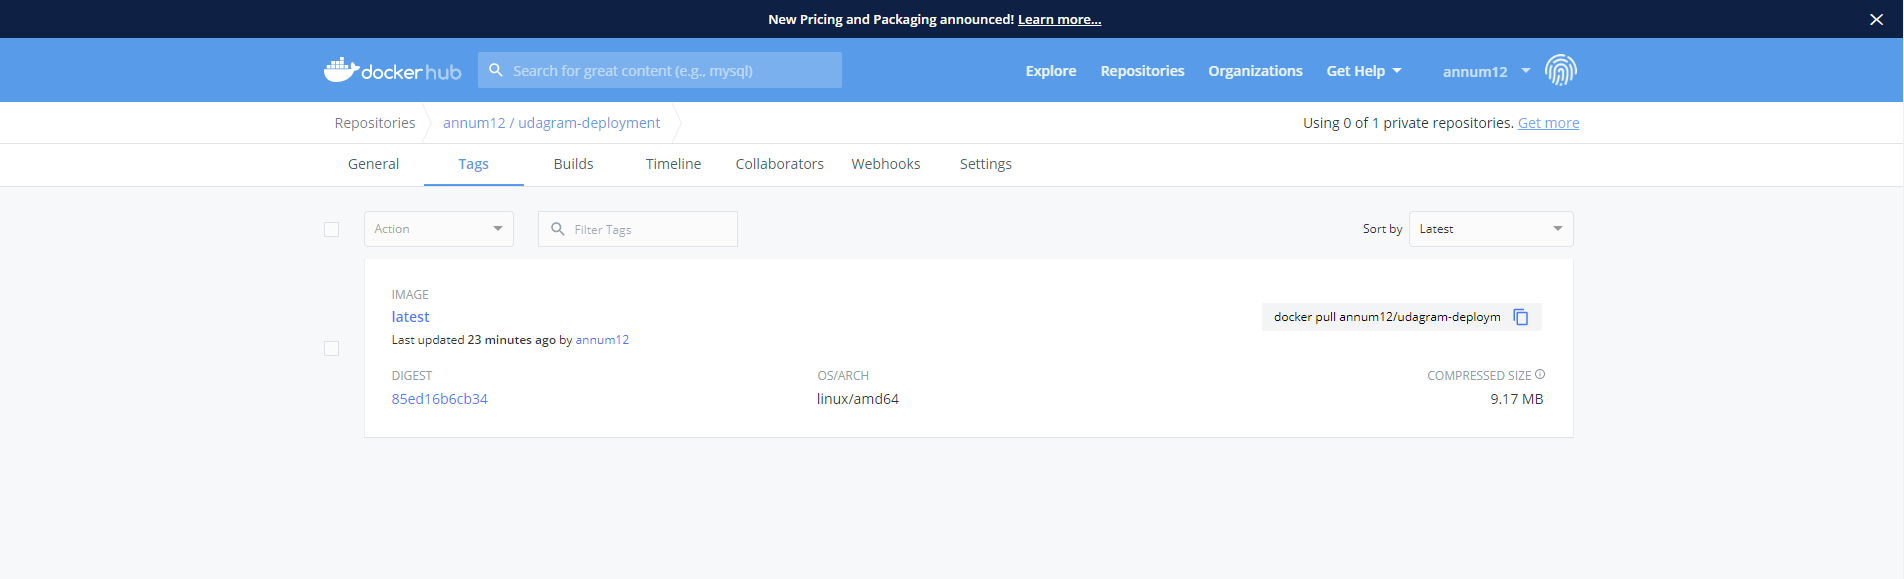 New Pricing and Packaging announced! Learn more...
docker hub
Search for great content (e.g., mysql)
Explore
Repositories
Organizations
Get Help
annum12
Repositories
annum12 / udagram-deployment
Using 0 of 1 private repositories. Get more
General
Tags
Builds
Timeline
Collaborators
Webhooks
Settings
Action
Filter Tags
Sort by
Latest
IMAGE
latest
Last updated 23 minutes ago by annum12
docker pull annum12/udagram-deploym
DIGEST
85ed16b6cb34
OS/ARCH
linux/amd64
COMPRESSED SIZE
9.17 MB